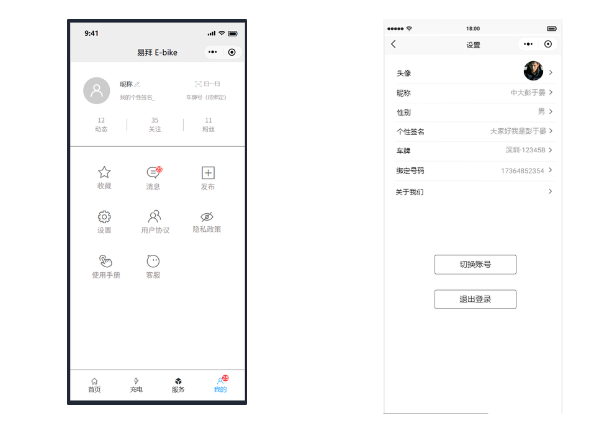 9:41
易拜 E-bike
昵称
扫一扫
我的个性签名_
车牌号（待绑定）
12
35
11
动态
关注
粉丝
收藏
消息
发布
设置
用户协议
隐私政策
使用手册
客服
首页
充电
服务
我的
18:00
设置
头像
昵称
中大彭于晏
性别
男
个性签名
大家好我是彭于晏
车牌
深圳·123458
绑定号码
17364852354
关于我们
切换账号
退出登录